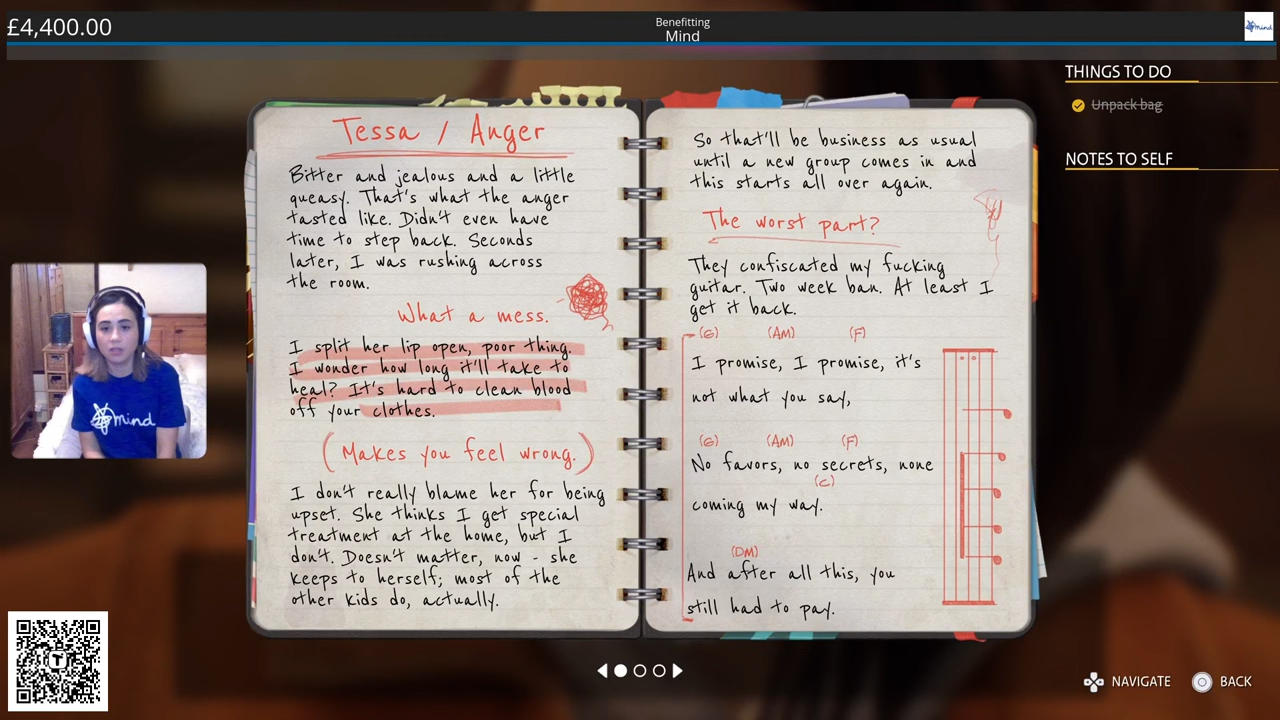 £4,400.00
Benefitting
Mind
mind
THINGS TO DO
Unpack bag
NOTES TO SELF
Tessa / Anger
Bitter and jealous and a little
queasy. That's what the anger
tasted like. Didn't even have
time to step back. Seconds
later, I was rushing across
the room.
What a mess.
I split her lip open, poor thing.
I wonder how long it'll take to
heal? It's hard to clean blood
off your clothes.
(Makes you feel wrong.)
I don't really blame her for being
upset. She thinks I get special
treatment at the home, but I
don't. Doesn't matter, now - she
keeps to herself; most of the
other kids do, actually.
So that'll be business as usual
until a new group comes in and
this starts all over again.
The worst part?
They confiscated my fucking
guitar. Two week ban. At least I
get it back.
(G) (AM) (F)
I promise, I promise, it's
not what you say,
(G) (AM) (F)
No favors, no secrets, none
(C)
coming my way.
(DM)
And after all this, you
still had to pay.
mind
T
NAVIGATE
BACK